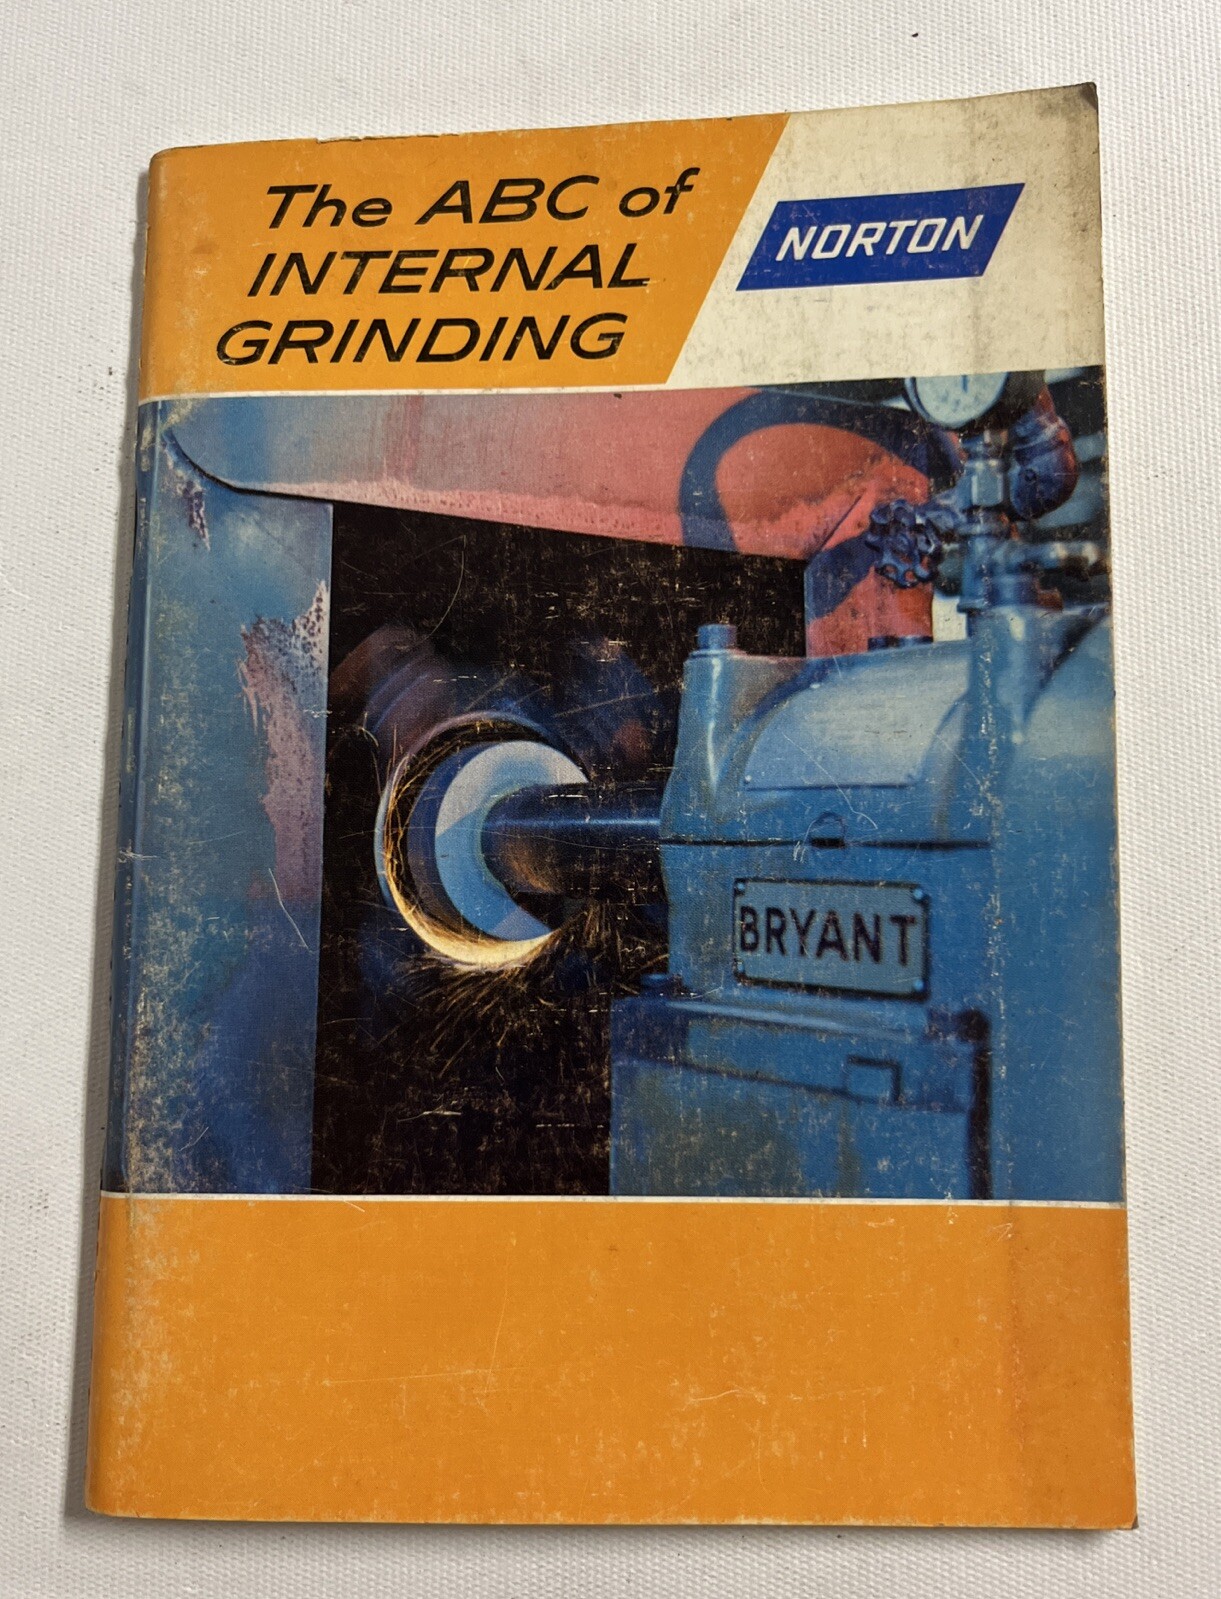 The ABC of
INTERNAL
GRINDING
NORTON
BRYANT